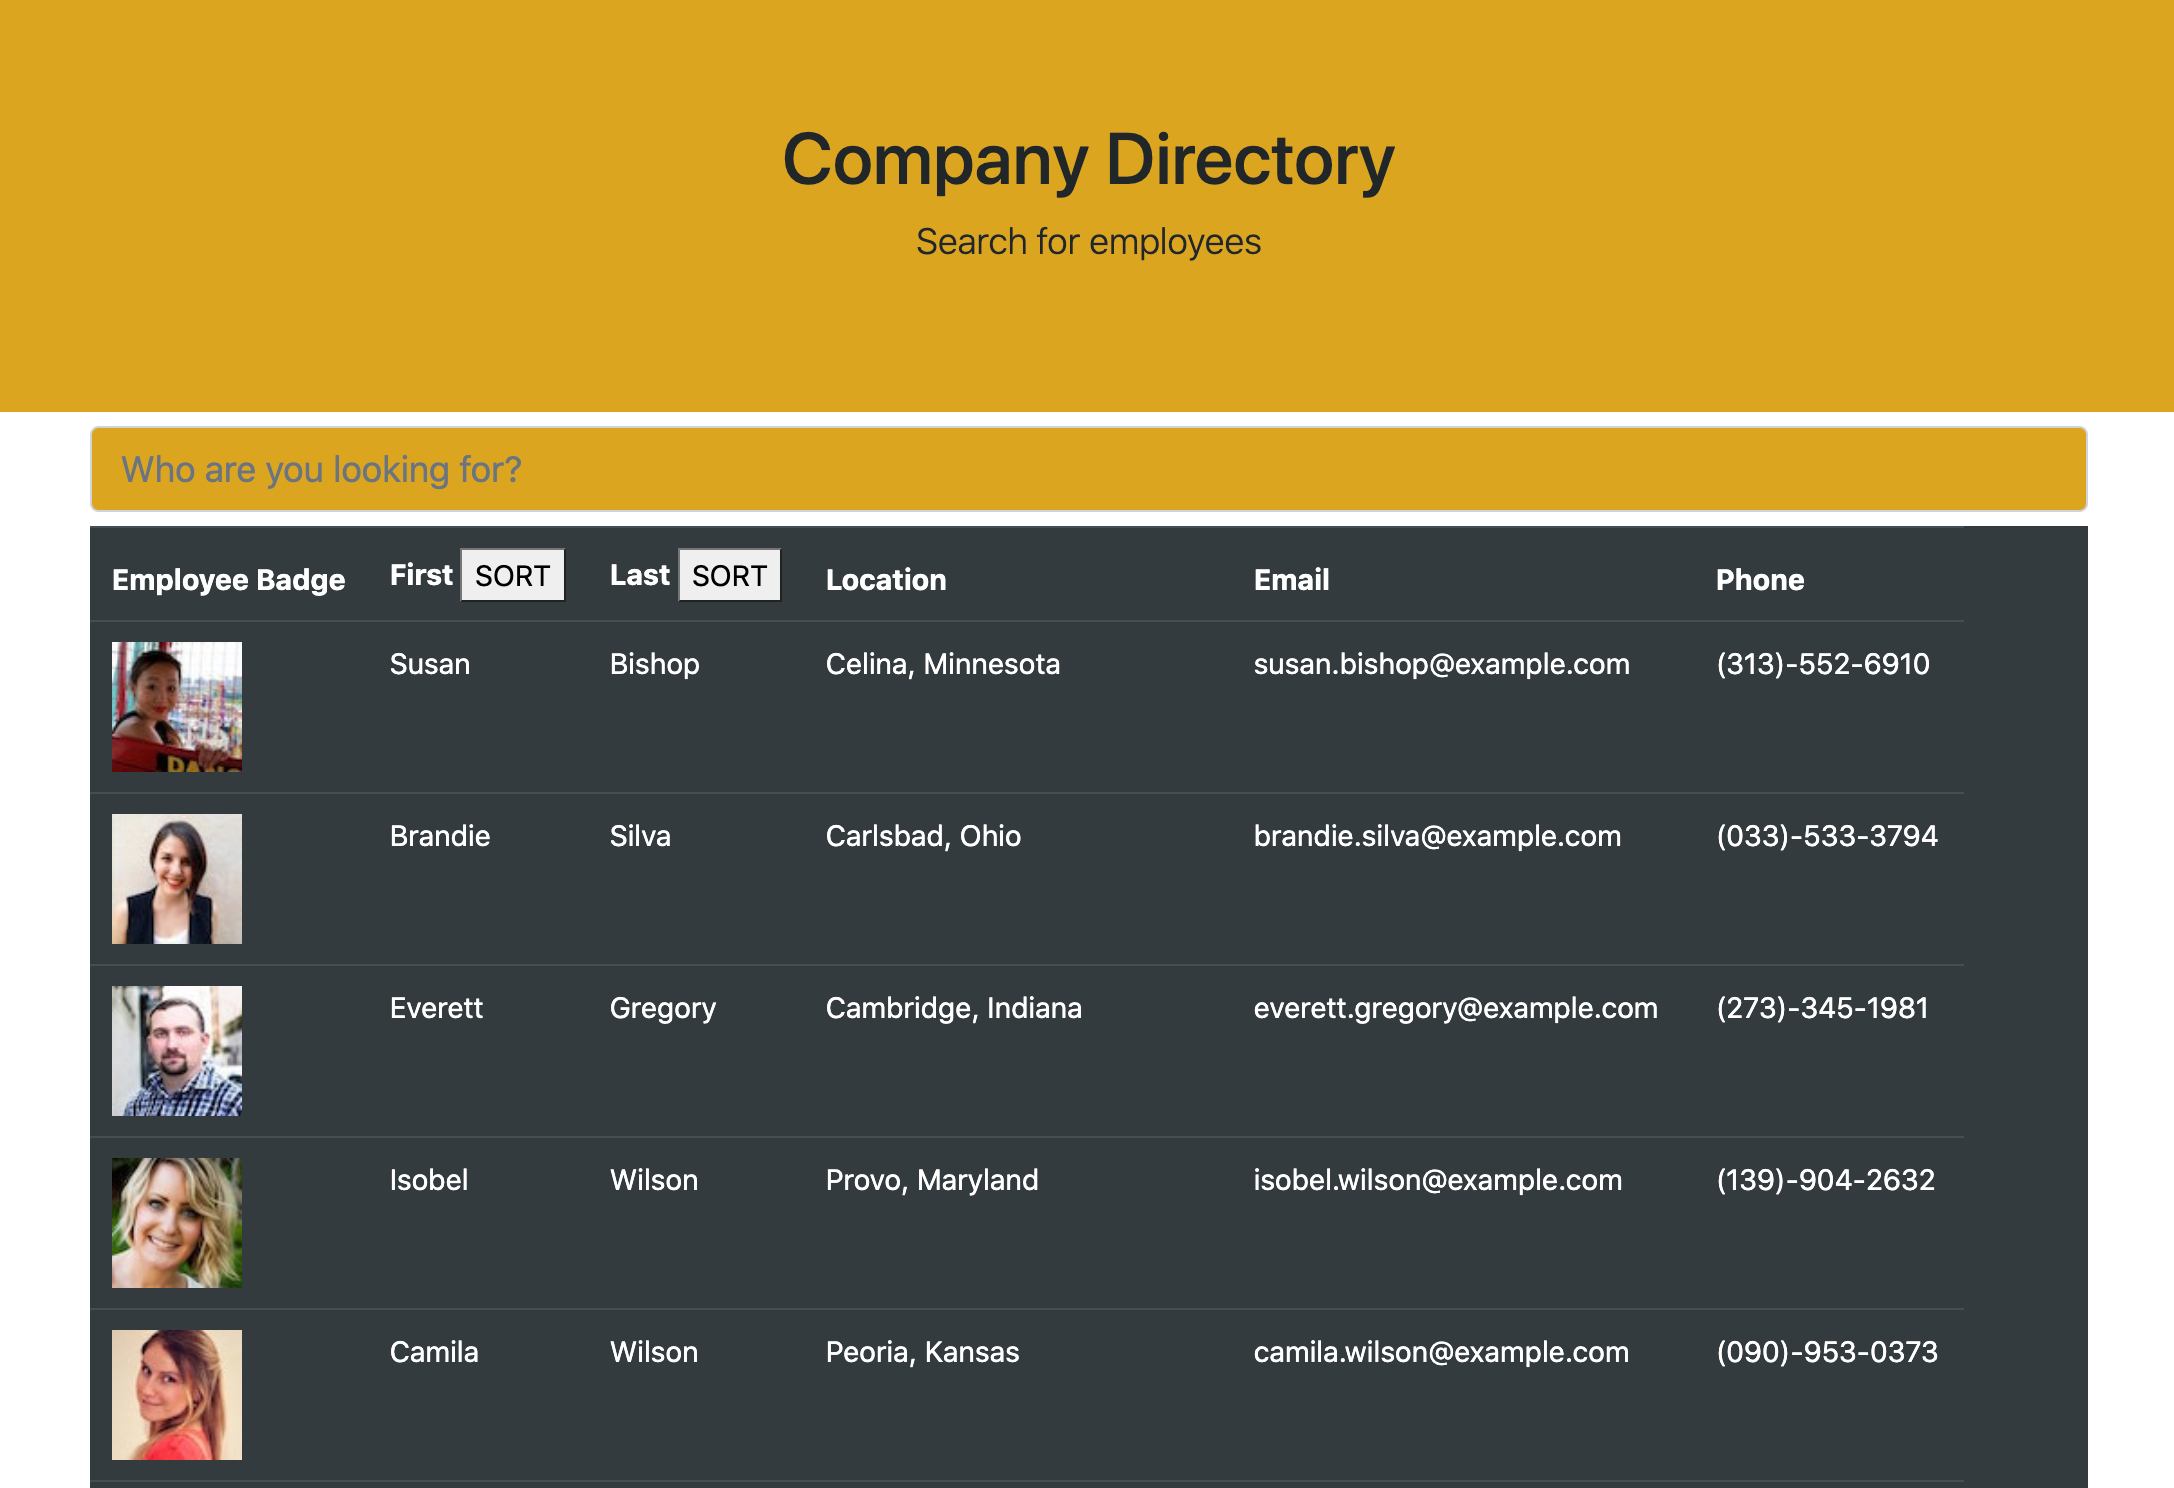 Company Directory
Search for employees
Who are you looking for?
Employee Badge First SORT Last SORT Location Email Phone
Susan Bishop Celina, Minnesota susan.bishop@example.com (313)-552-6910
Brandie Silva Carlsbad, Ohio brandie.silva@example.com (033)-533-3794
Everett Gregory Cambridge, Indiana everett.gregory@example.com (273)-345-1981
Isobel Wilson Provo, Maryland isobel.wilson@example.com (139)-904-2632
Camila Wilson Peoria, Kansas camila.wilson@example.com (090)-953-0373